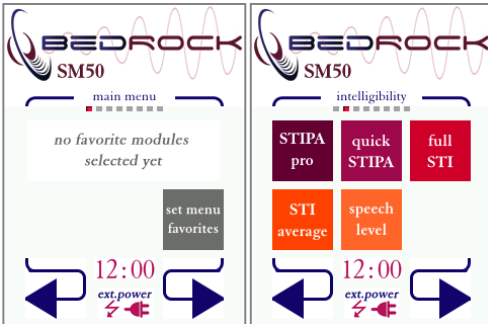 BEDROCK
SM50
main menu
no favorite modules
selected yet
set menu
favorites
12:00
ext.power
BEDROCK
SM50
intelligibility
STIPA
pro
quick
STIPA
full
STI
STI
average
speech
level
12:00
ext.power